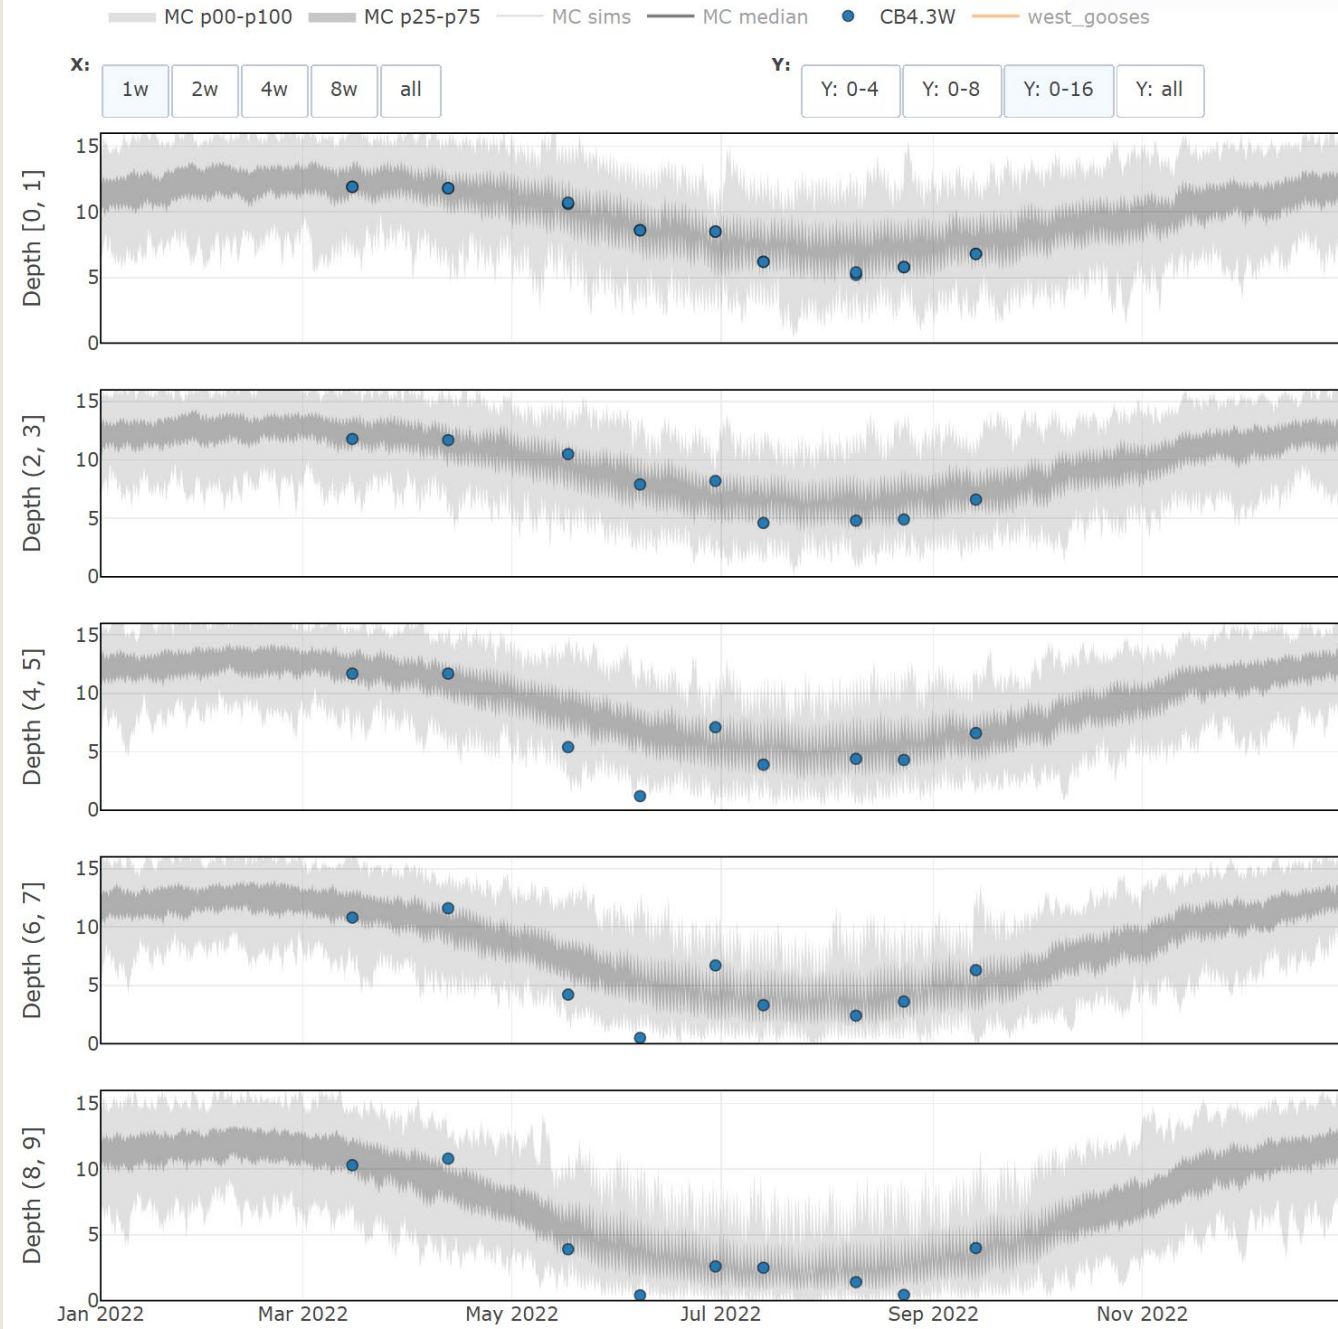 MC p00-p100 MC p25-p75 MC sims MC median CB4.3W west_gooses
X: 1w 2w 4w 8w all Y: Y: 0-4 Y: 0-8 Y: 0-16 Y: all
Depth [0, 1]
15
10
5
0
Depth (2, 3]
15
10
5
0
Depth (4, 5]
15
10
5
0
Depth (6, 7]
15
10
5
0
Depth (8, 9]
15
10
5
0
Jan 2022 Mar 2022 May 2022 Jul 2022 Sep 2022 Nov 2022